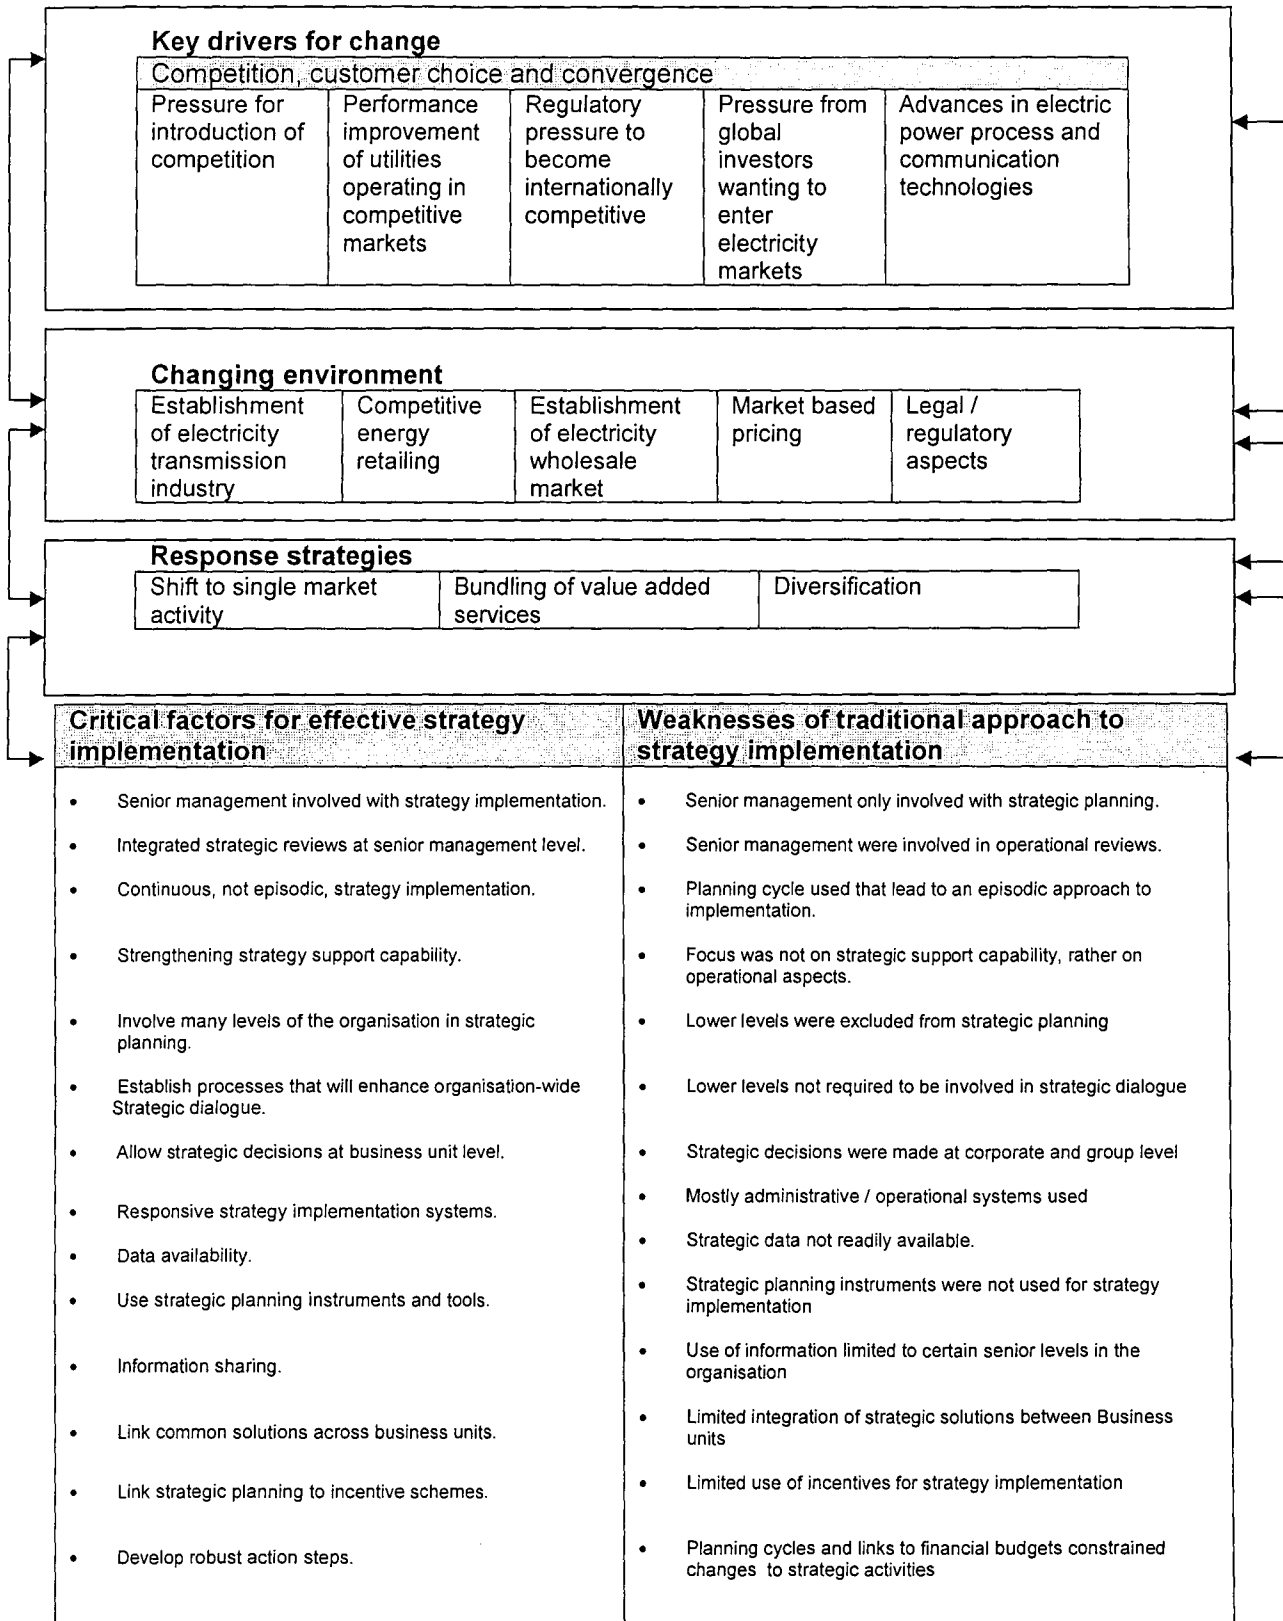 Key drivers for change
Competition, customer choice and convergence
Pressure for
introduction of
competition
Performance
improvement
of utilities
operating in
competitive
markets
Regulatory
pressure to
become
internationally
competitive
Pressure from
global
investors
wanting to
enter
electricity
markets
Advances in electric
power process and
communication
technologies
Changing environment
Establishment
of electricity
transmission
industry
Competitive
energy
retailing
Establishment
of electricity
wholesale
market
Market based
pricing
Legal /
regulatory
aspects
Response strategies
Shift to single market
activity
Bundling of value added
services
Diversification
Critical factors for effective strategy
implementation
• Senior management involved with strategy implementation.
• Integrated strategic reviews at senior management level.
• Continuous, not episodic, strategy implementation.
• Strengthening strategy support capability.
• Involve many levels of the organisation in strategic
planning.
• Establish processes that will enhance organisation-wide
Strategic dialogue.
• Allow strategic decisions at business unit level.
• Responsive strategy implementation systems.
• Data availability.
• Use strategic planning instruments and tools.
• Information sharing.
• Link common solutions across business units.
• Link strategic planning to incentive schemes.
• Develop robust action steps.
Weaknesses of traditional approach to
strategy implementation
• Senior management only involved with strategic planning.
• Senior management were involved in operational reviews.
• Planning cycle used that lead to an episodic approach to
implementation.
• Focus was not on strategic support capability, rather on
operational aspects.
• Lower levels were excluded from strategic planning
• Lower levels not required to be involved in strategic dialogue
• Strategic decisions were made at corporate and group level
• Mostly administrative / operational systems used
• Strategic data not readily available.
• Strategic planning instruments were not used for strategy
implementation
• Use of information limited to certain senior levels in the
organisation
• Limited integration of strategic solutions between Business
units
• Limited use of incentives for strategy implementation
• Planning cycles and links to financial budgets constrained
changes to strategic activities